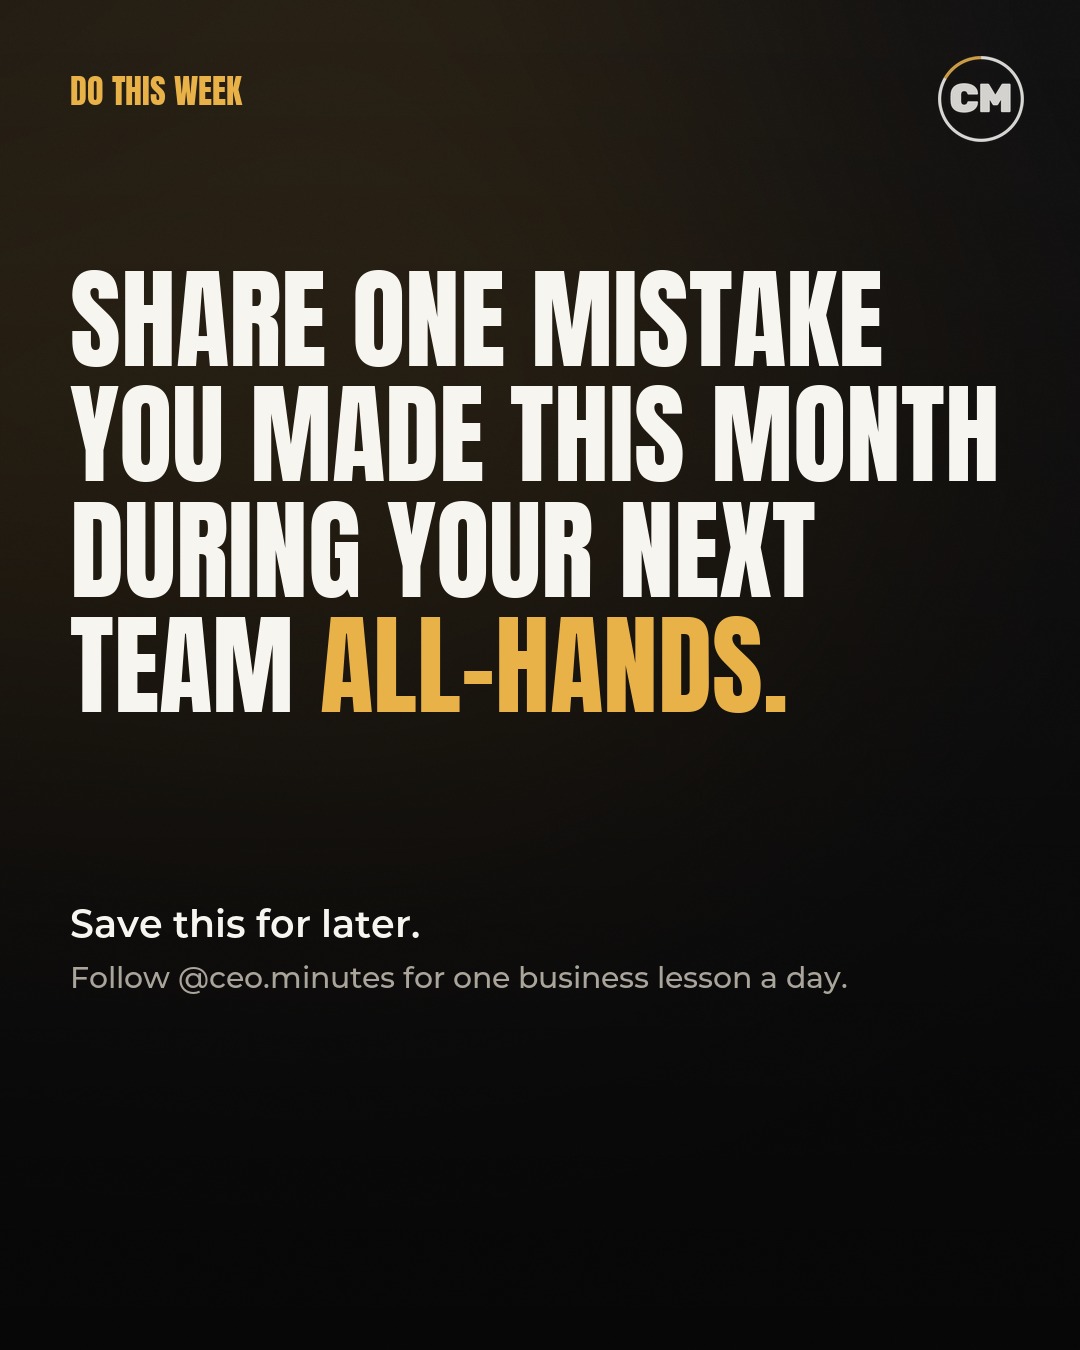 DO THIS WEEK
CM
SHARE ONE MISTAKE
YOU MADE THIS MONTH
DURING YOUR NEXT
TEAM ALL-HANDS.
Save this for later.
Follow @ceo.minutes for one business lesson a day.